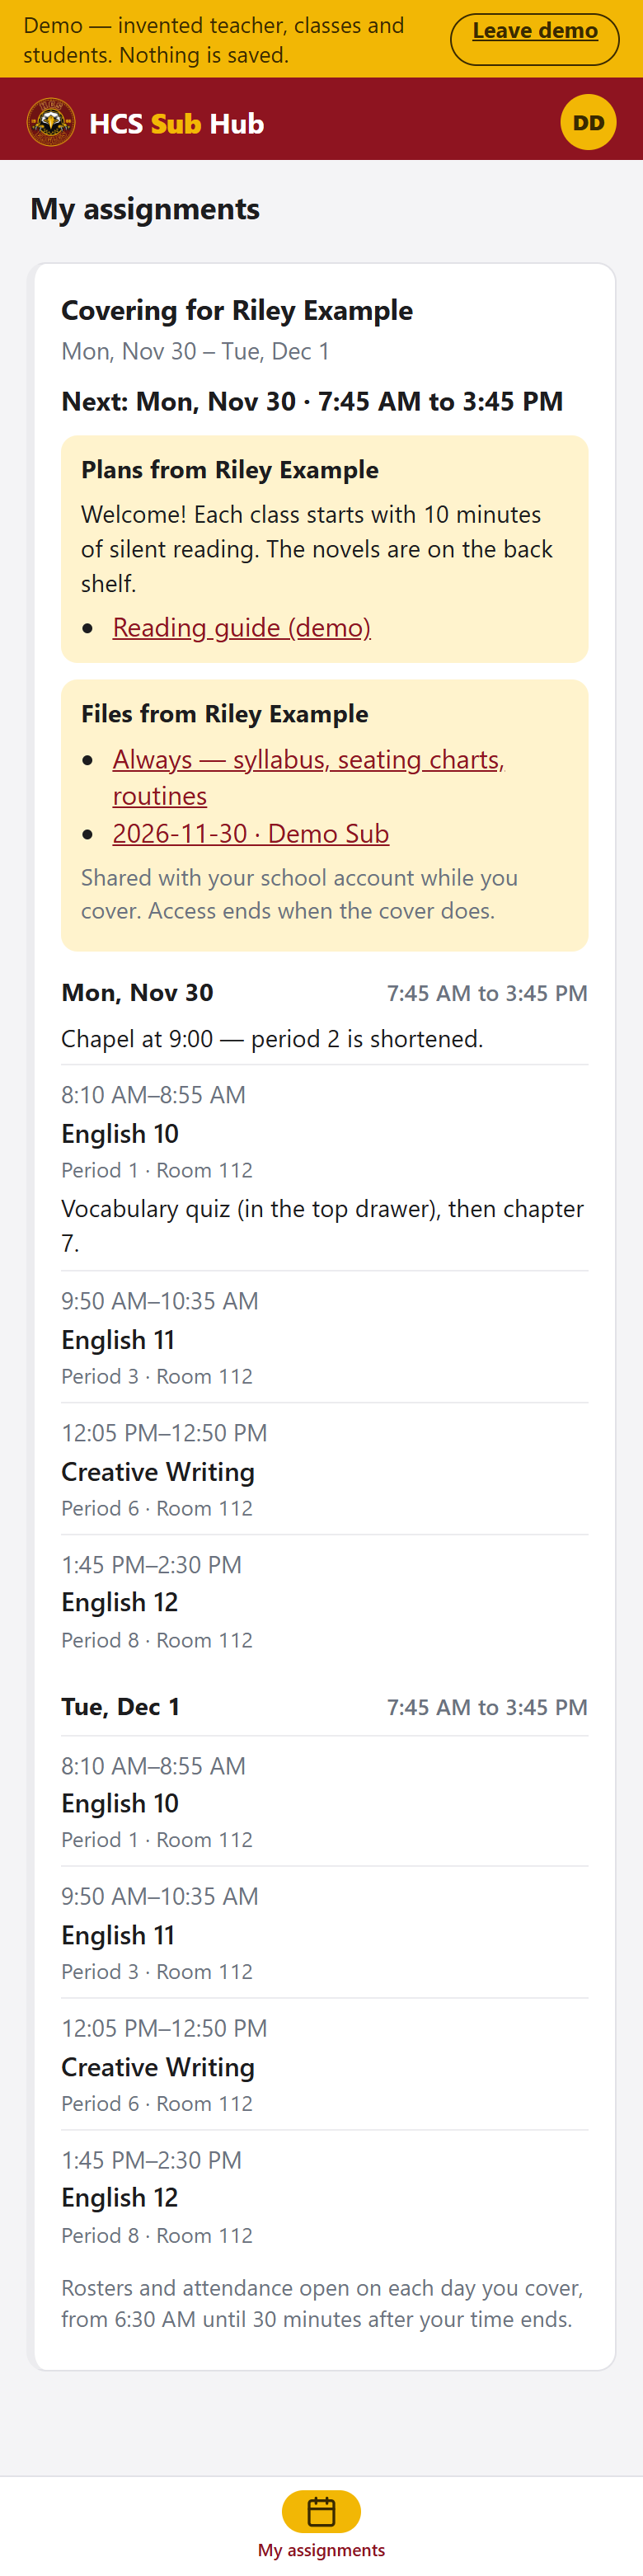 Demo — invented teacher, classes and
students. Nothing is saved.
Leave demo
HCS Sub Hub
DD
My assignments
Covering for Riley Example
Mon, Nov 30 – Tue, Dec 1
Next: Mon, Nov 30 · 7:45 AM to 3:45 PM
Plans from Riley Example
Welcome! Each class starts with 10 minutes
of silent reading. The novels are on the back
shelf.
• Reading guide (demo)
Files from Riley Example
• Always — syllabus, seating charts,
routines
• 2026-11-30 · Demo Sub
Shared with your school account while you
cover. Access ends when the cover does.
Mon, Nov 30 7:45 AM to 3:45 PM
Chapel at 9:00 — period 2 is shortened.
8:10 AM–8:55 AM
English 10
Period 1 · Room 112
Vocabulary quiz (in the top drawer), then chapter
7.
9:50 AM–10:35 AM
English 11
Period 3 · Room 112
12:05 PM–12:50 PM
Creative Writing
Period 6 · Room 112
1:45 PM–2:30 PM
English 12
Period 8 · Room 112
Tue, Dec 1 7:45 AM to 3:45 PM
8:10 AM–8:55 AM
English 10
Period 1 · Room 112
9:50 AM–10:35 AM
English 11
Period 3 · Room 112
12:05 PM–12:50 PM
Creative Writing
Period 6 · Room 112
1:45 PM–2:30 PM
English 12
Period 8 · Room 112
Rosters and attendance open on each day you cover,
from 6:30 AM until 30 minutes after your time ends.
My assignments